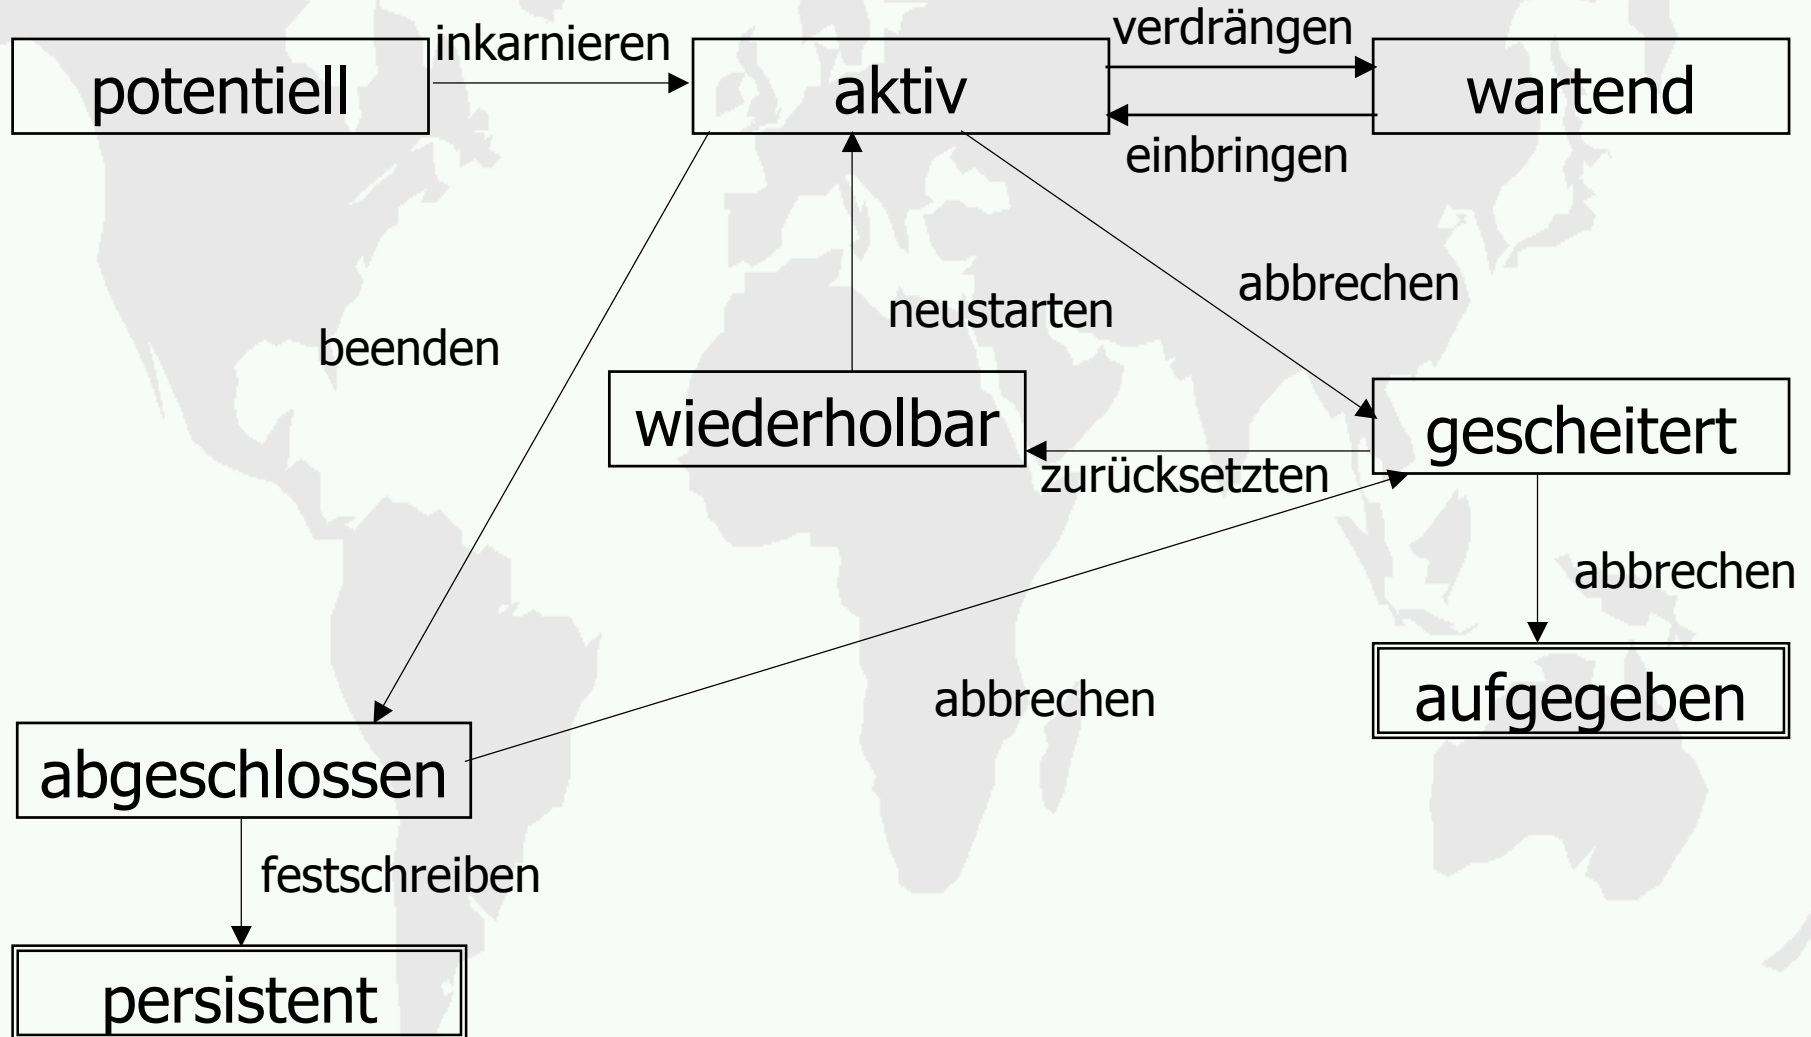 inkarnieren
verdrängen
potentiell
aktiv
wartend
einbringen
abbrechen
neustarten
beenden
wiederholbar
gescheitert
zurücksetzten
abbrechen
abbrechen
aufgegeben
abgeschlossen
festschreiben
persistent